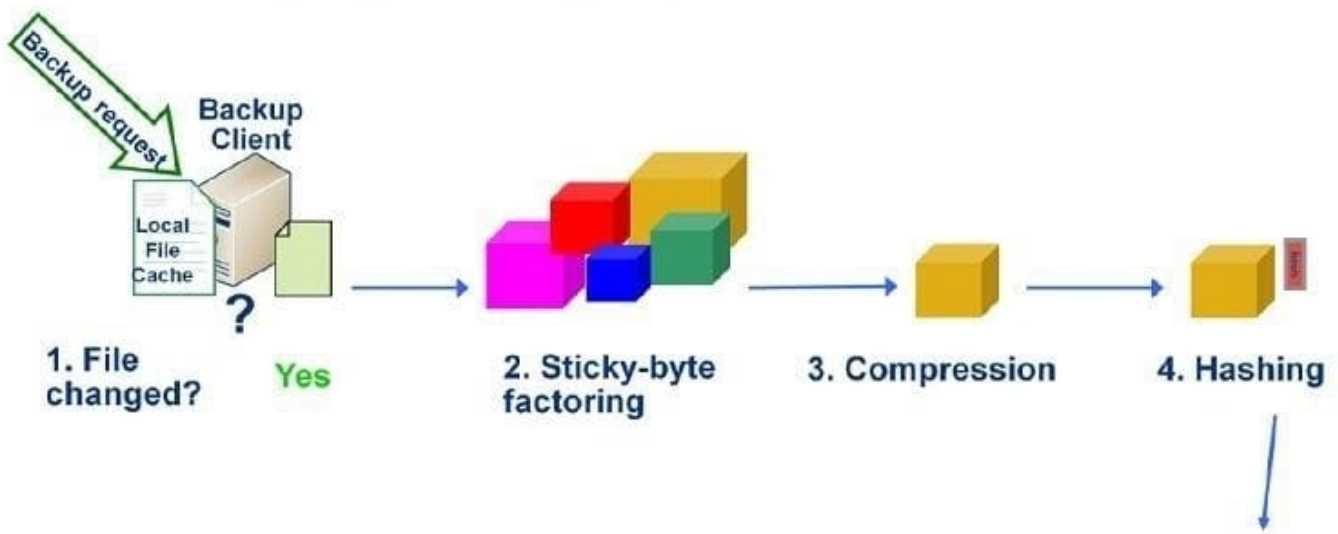 Backup request
Backup
Client
Local
File
Cache
?
1. File
changed?
Yes
2. Sticky-byte
factoring
3. Compression
4. Hashing